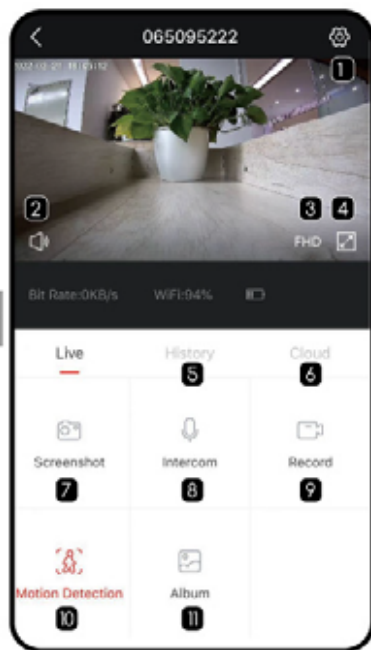 065095222
1
2
3 4
FHD
Bit Rate:0KB/s WiFi:94%
Live History Cloud
5 6
Screenshot Intercom Record
7 8 9
Motion Detection Album
10 11